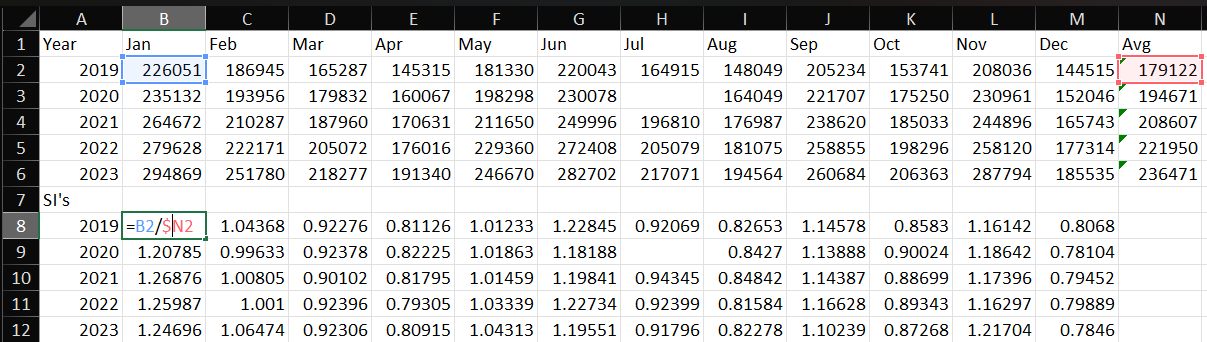 A B C D E F G H I J K L M N
1 Year Jan Feb Mar Apr May Jun Jul Aug Sep Oct Nov Dec Avg
2 2019 226051 186945 165287 145315 181330 220043 164915 148049 205234 153741 208036 144515 179122
3 2020 235132 193956 179832 160067 198298 230078 164049 221707 175250 230961 152046 194671
4 2021 264672 210287 187960 170631 211650 249996 196810 176987 238620 185033 244896 165743 208607
5 2022 279628 222171 205072 176016 229360 272408 205079 181075 258855 198296 258120 177314 221950
6 2023 294869 251780 218277 191340 246670 282702 217071 194564 260684 206363 287794 185535 236471
7 SI's
8 2019 =B2/$N2 1.04368 0.92276 0.81126 1.01233 1.22845 0.92069 0.82653 1.14578 0.8583 1.16142 0.8068
9 2020 1.20785 0.99633 0.92378 0.82225 1.01863 1.18188 0.8427 1.13888 0.90024 1.18642 0.78104
10 2021 1.26876 1.00805 0.90102 0.81795 1.01459 1.19841 0.94345 0.84842 1.14387 0.88699 1.17396 0.79452
11 2022 1.25987 1.001 0.92396 0.79305 1.03339 1.22734 0.92399 0.81584 1.16628 0.89343 1.16297 0.79889
12 2023 1.24696 1.06474 0.92306 0.80915 1.04313 1.19551 0.91796 0.82278 1.10239 0.87268 1.21704 0.7846